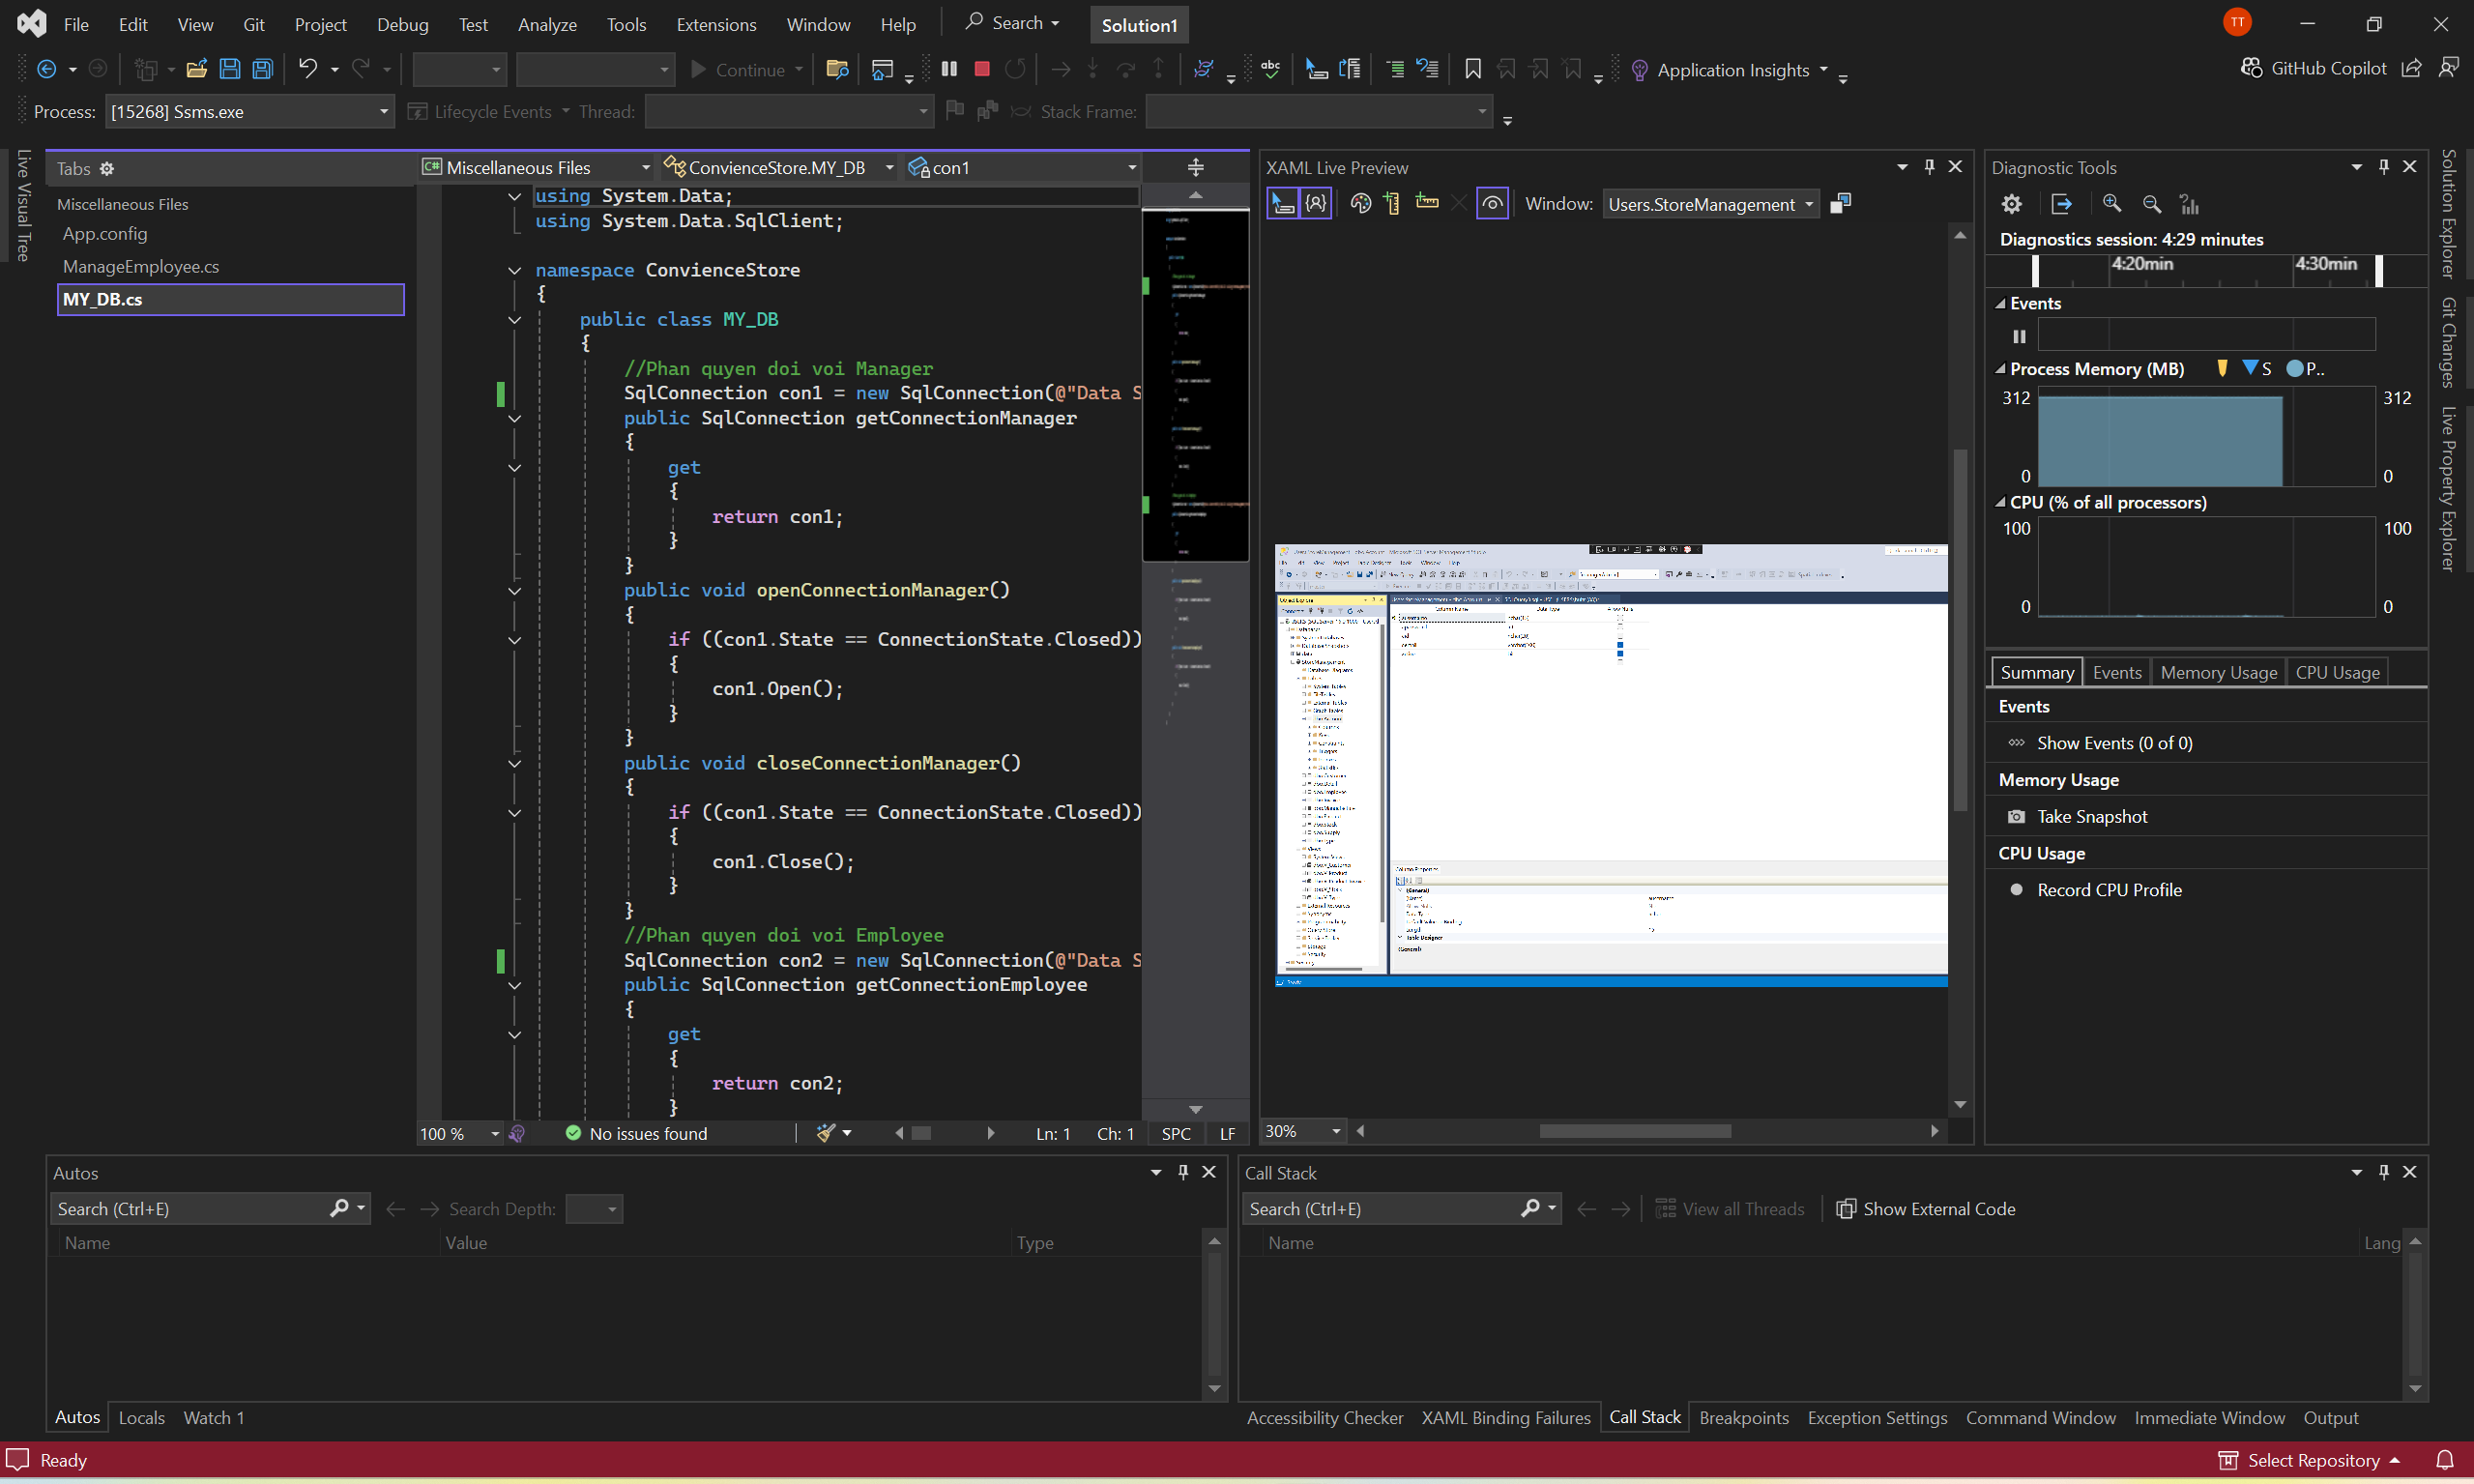 File Edit View Git Project Debug Test Analyze Tools Extensions Window Help Search Solution1 TT
Continue Application Insights GitHub Copilot
Process: [15268] Ssms.exe Lifecycle Events Thread: Stack Frame:
Live Visual Tree
Tabs
Miscellaneous Files
App.config
ManageEmployee.cs
MY_DB.cs
Miscellaneous Files ConvienceStore.MY_DB con1
using System.Data;
using System.Data.SqlClient;
namespace ConvienceStore
{
public class MY_DB
{
//Phan quyen doi voi Manager
SqlConnection con1 = new SqlConnection(@"Data S
public SqlConnection getConnectionManager
{
get
{
return con1;
}
}
public void openConnectionManager()
{
if ((con1.State == ConnectionState.Closed))
{
con1.Open();
}
}
public void closeConnectionManager()
{
if ((con1.State == ConnectionState.Closed))
{
con1.Close();
}
}
//Phan quyen doi voi Employee
SqlConnection con2 = new SqlConnection(@"Data S
public SqlConnection getConnectionEmployee
{
get
{
return con2;
}
100 % No issues found Ln: 1 Ch: 1 SPC LF
XAML Live Preview
Window: Users.StoreManagement
30%
Diagnostic Tools
Diagnostics session: 4:29 minutes
4:20min 4:30min
Events
Process Memory (MB) S P..
312 312
0 0
CPU (% of all processors)
100 100
0 0
Summary Events Memory Usage CPU Usage
Events
Show Events (0 of 0)
Memory Usage
Take Snapshot
CPU Usage
Record CPU Profile
Solution Explorer
Git Changes
Live Property Explorer
Autos
Search (Ctrl+E) Search Depth:
Name Value Type
Autos Locals Watch 1
Call Stack
Search (Ctrl+E) View all Threads Show External Code
Name Lang
Accessibility Checker XAML Binding Failures Call Stack Breakpoints Exception Settings Command Window Immediate Window Output
Ready Select Repository